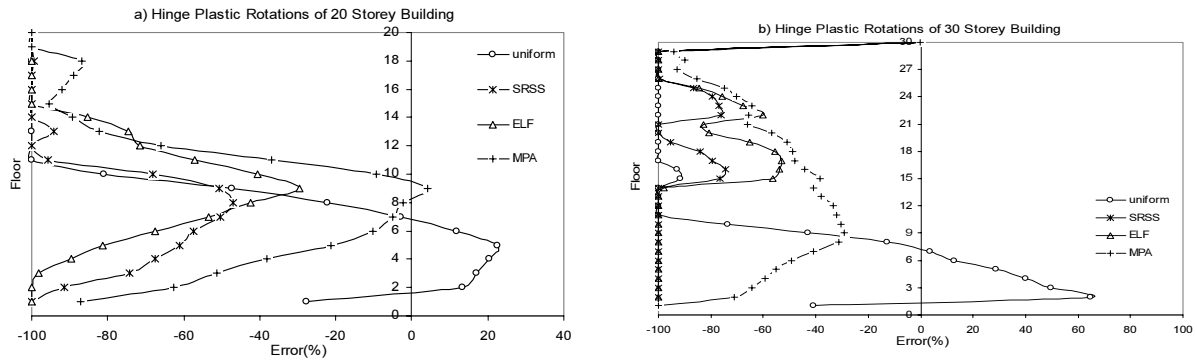 a) Hinge Plastic Rotations of 20 Storey Building
20
18
16
14
12
10
8
6
4
2
0
Floor
-100 -80 -60 -40 -20 0 20 40
Error(%)
uniform
SRSS
ELF
MPA
b) Hinge Plastic Rotations of 30 Storey Building
30
27
24
21
18
15
12
9
6
3
0
Floor
-100 -80 -60 -40 -20 0 20 40 60 80 100
Error(%)
uniform
SRSS
ELF
MPA